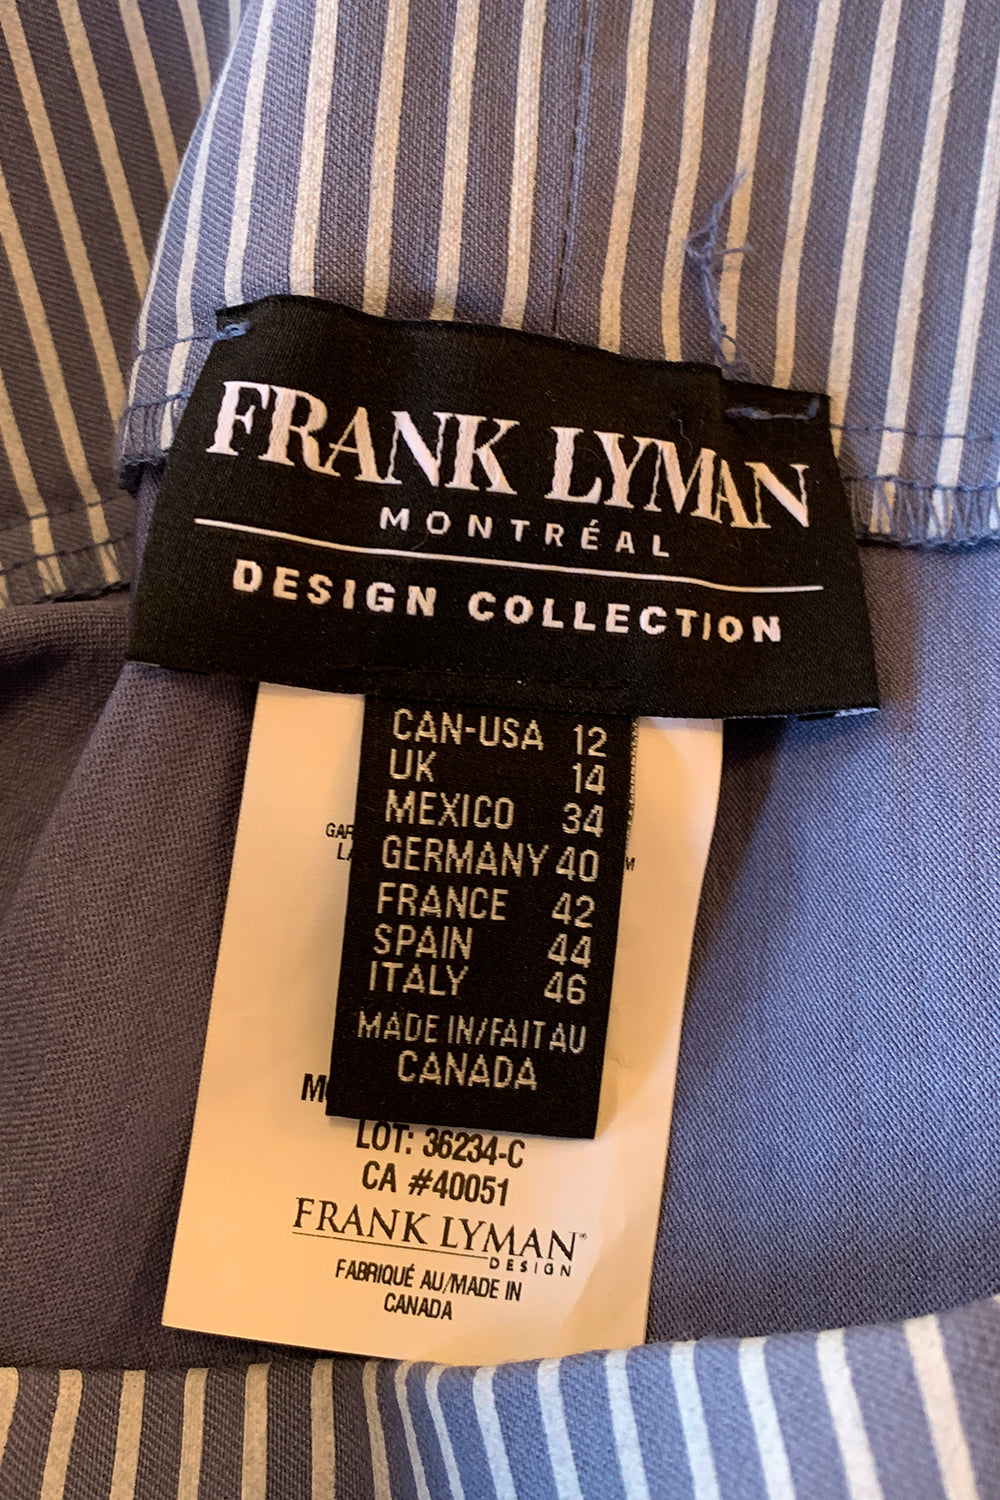 FRANK LYMAN
MONTRÉAL
DESIGN COLLECTION
CAN-USA 12
UK 14
MEXICO 34
GERMANY 40
FRANCE 42
SPAIN 44
ITALY 46
MADE IN/FAIT AU
CANADA
LOT: 36234-C
CA #40051
FRANK LYMAN
DESIGN
FABRIQUÉ AU/MADE IN
CANADA